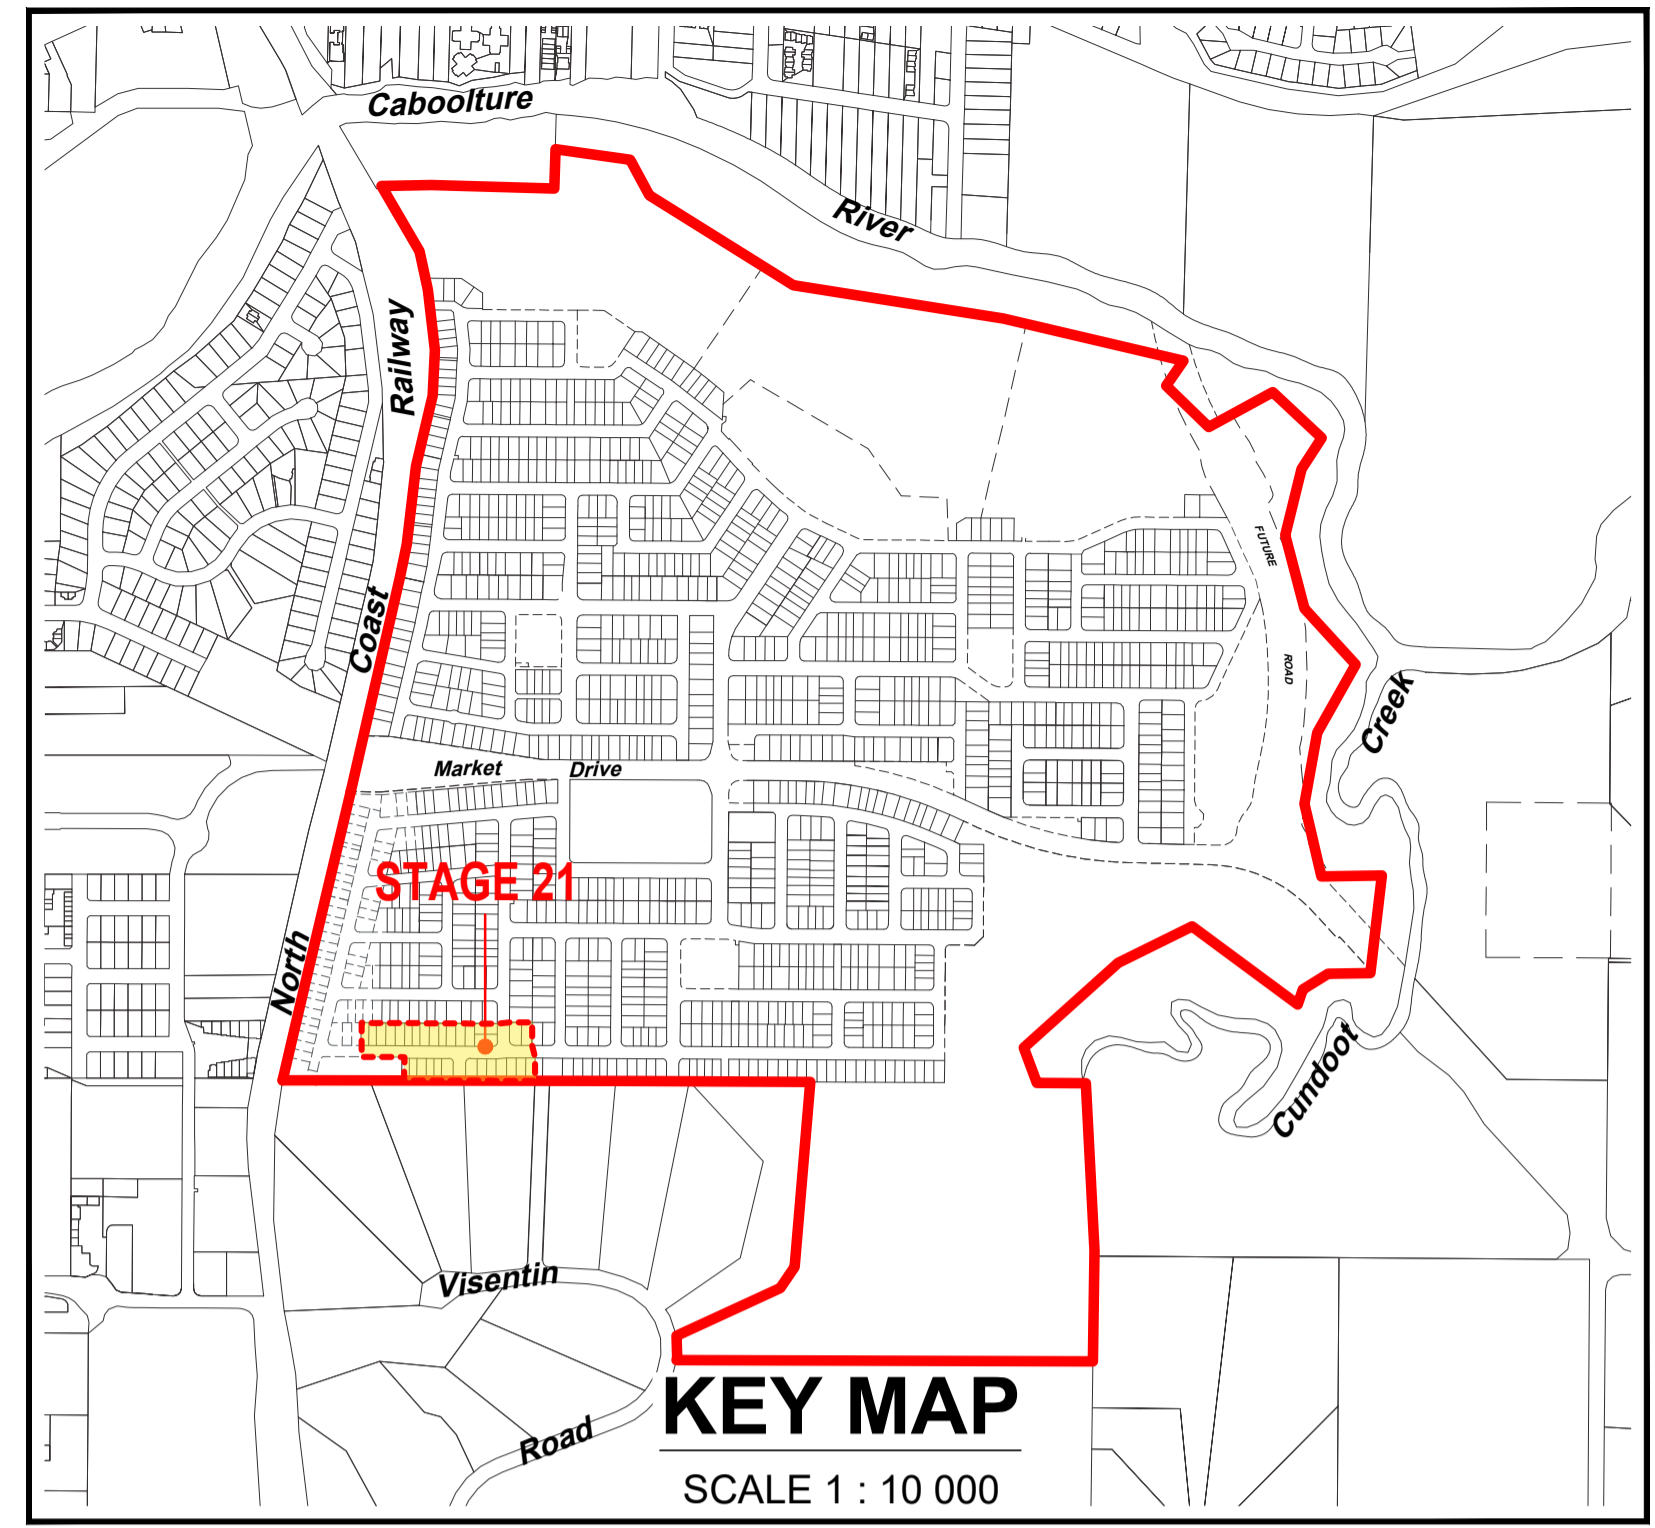 Caboolture
River
Railway
Coast
North
FUTURE
ROAD
Creek
Market Drive
STAGE 21
Cundoot
Visentin
Road
KEY MAP
SCALE 1 : 10 000